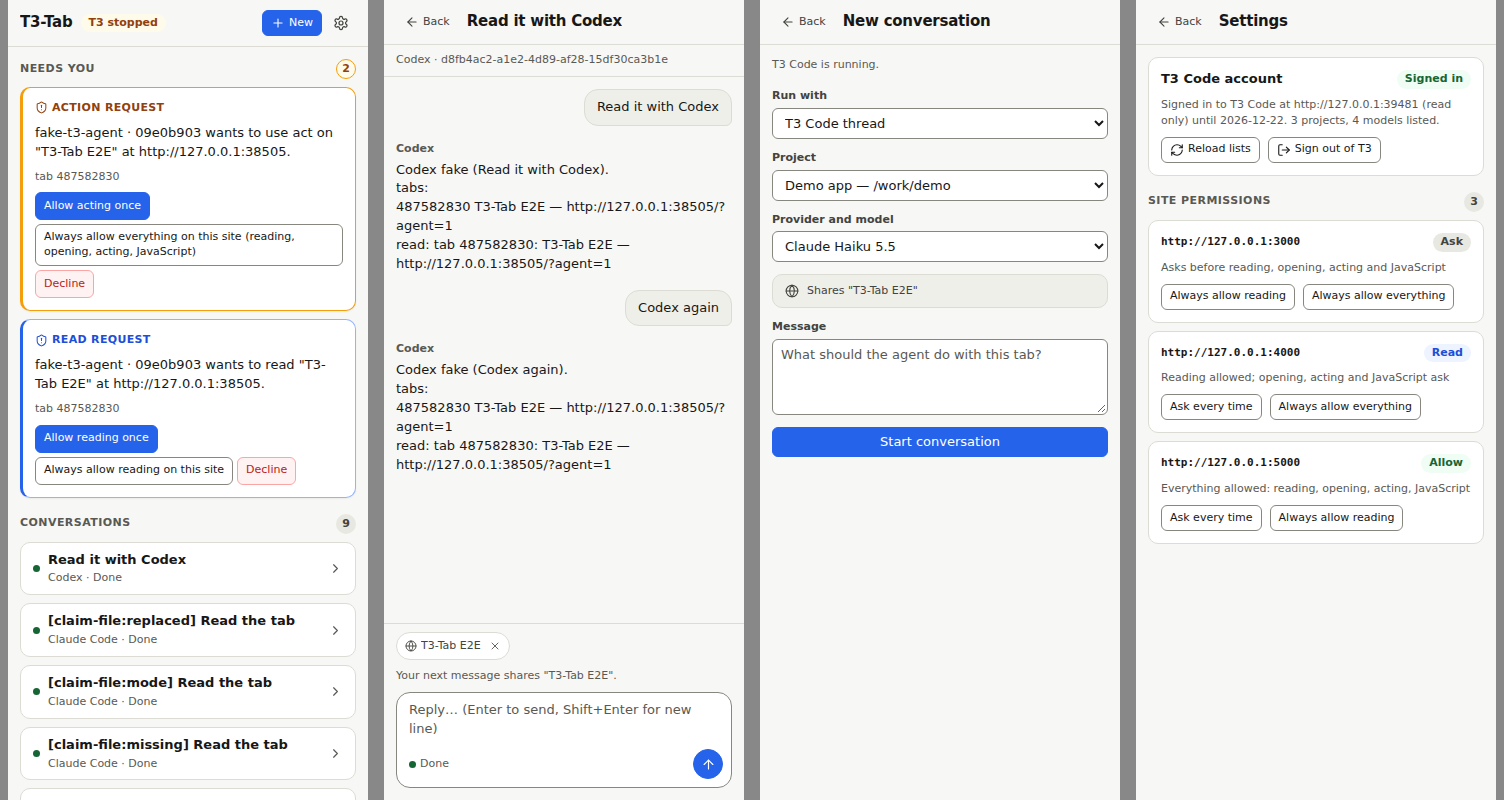 T3-Tab T3 stopped New
NEEDS YOU 2
ACTION REQUEST
fake-t3-agent · 09e0b903 wants to use act on
"T3-Tab E2E" at http://127.0.0.1:38505.
tab 487582830
Allow acting once
Always allow everything on this site (reading,
opening, acting, JavaScript)
Decline
READ REQUEST
fake-t3-agent · 09e0b903 wants to read "T3-
Tab E2E" at http://127.0.0.1:38505.
tab 487582830
Allow reading once
Always allow reading on this site Decline
CONVERSATIONS 9
Read it with Codex
Codex · Done
[claim-file:replaced] Read the tab
Claude Code · Done
[claim-file:mode] Read the tab
Claude Code · Done
[claim-file:missing] Read the tab
Claude Code · Done
Back Read it with Codex
Codex · d8fb4ac2-a1e2-4d89-af28-15df30ca3b1e
Read it with Codex
Codex
Codex fake (Read it with Codex).
tabs:
487582830 T3-Tab E2E — http://127.0.0.1:38505/?
agent=1
read: tab 487582830: T3-Tab E2E —
http://127.0.0.1:38505/?agent=1
Codex again
Codex
Codex fake (Codex again).
tabs:
487582830 T3-Tab E2E — http://127.0.0.1:38505/?
agent=1
read: tab 487582830: T3-Tab E2E —
http://127.0.0.1:38505/?agent=1
T3-Tab E2E
Your next message shares "T3-Tab E2E".
Reply… (Enter to send, Shift+Enter for new
line)
Done
Back New conversation
T3 Code is running.
Run with
T3 Code thread
Project
Demo app — /work/demo
Provider and model
Claude Haiku 5.5
Shares "T3-Tab E2E"
Message
What should the agent do with this tab?
Start conversation
Back Settings
T3 Code account Signed in
Signed in to T3 Code at http://127.0.0.1:39481 (read
only) until 2026-12-22. 3 projects, 4 models listed.
Reload lists Sign out of T3
SITE PERMISSIONS 3
http://127.0.0.1:3000 Ask
Asks before reading, opening, acting and JavaScript
Always allow reading Always allow everything
http://127.0.0.1:4000 Read
Reading allowed; opening, acting and JavaScript ask
Ask every time Always allow everything
http://127.0.0.1:5000 Allow
Everything allowed: reading, opening, acting, JavaScript
Ask every time Always allow reading